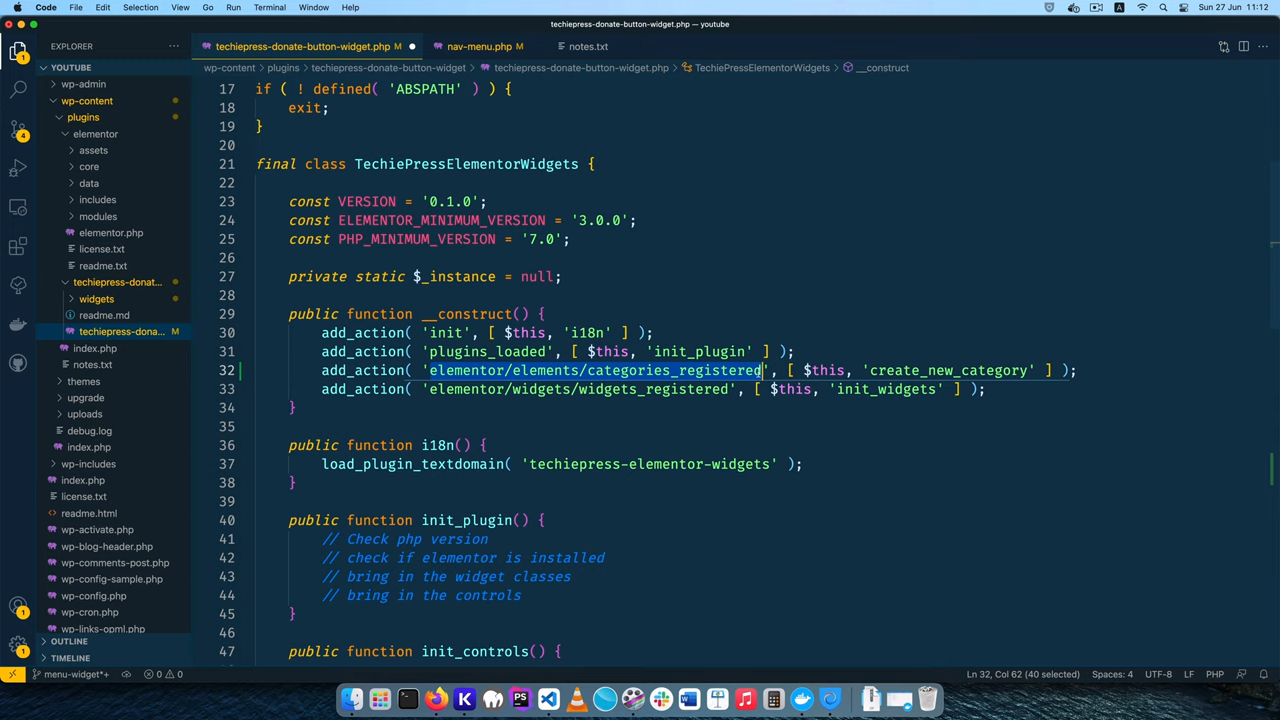 Code File Edit Selection View Go Run Terminal Window Help
A
Sun 27 Jun 11:12
techiepress-donate-button-widget.php — youtube
EXPLORER
techiepress-donate-button-widget.php M
nav-menu.php M
notes.txt
YOUTUBE
wp-content > plugins > techiepress-donate-button-widget > techiepress-donate-button-widget.php > TechiePressElementorWidgets > __construct
wp-admin
wp-content
plugins
elementor
assets
core
data
includes
modules
elementor.php
license.txt
readme.txt
techiepress-donat...
widgets
readme.md
techiepress-dona... M
index.php
notes.txt
themes
upgrade
uploads
debug.log
index.php
wp-includes
index.php
license.txt
readme.html
wp-activate.php
wp-blog-header.php
wp-comments-post.php
wp-config-sample.php
wp-config.php
wp-cron.php
wp-links-opml.php
OUTLINE
TIMELINE
17 if ( ! defined( 'ABSPATH' ) ) {
18 exit;
19 }
20
21 final class TechiePressElementorWidgets {
22
23 const VERSION = '0.1.0';
24 const ELEMENTOR_MINIMUM_VERSION = '3.0.0';
25 const PHP_MINIMUM_VERSION = '7.0';
26
27 private static $_instance = null;
28
29 public function __construct() {
30 add_action( 'init', [ $this, 'i18n' ] );
31 add_action( 'plugins_loaded', [ $this, 'init_plugin' ] );
32 add_action( 'elementor/elements/categories_registered', [ $this, 'create_new_category' ] );
33 add_action( 'elementor/widgets/widgets_registered', [ $this, 'init_widgets' ] );
34 }
35
36 public function i18n() {
37 load_plugin_textdomain( 'techiepress-elementor-widgets' );
38 }
39
40 public function init_plugin() {
41 // Check php version
42 // check if elementor is installed
43 // bring in the widget classes
44 // bring in the controls
45 }
46
47 public function init_controls() {
1
4
1
1
menu-widget*+
0 0
Ln 32, Col 62 (40 selected)
Spaces: 4
UTF-8
LF
PHP
K
PS